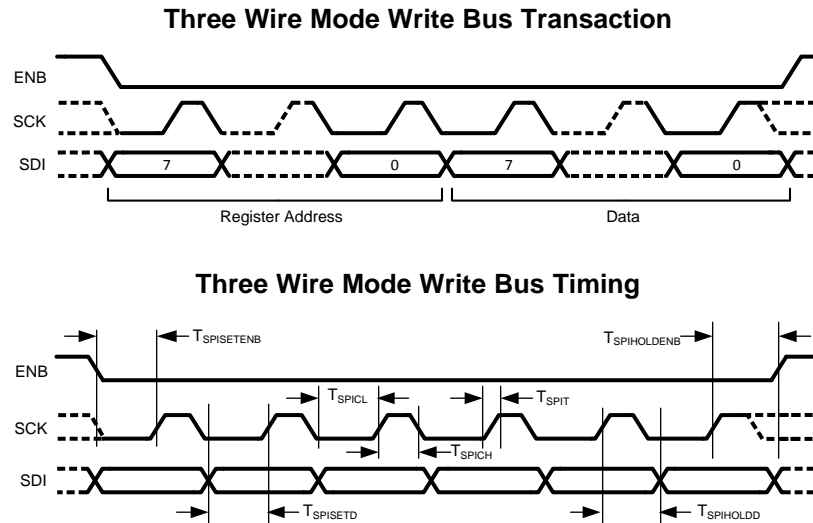 Three Wire Mode Write Bus Transaction
ENB
SCK
SDI 7 0 7 0
Register Address Data
Three Wire Mode Write Bus Timing
TSPISETENB TSPIHOLDENB
ENB
TSPICL TSPIT
SCK
TSPICH
SDI
TSPISETD TSPIHOLDD